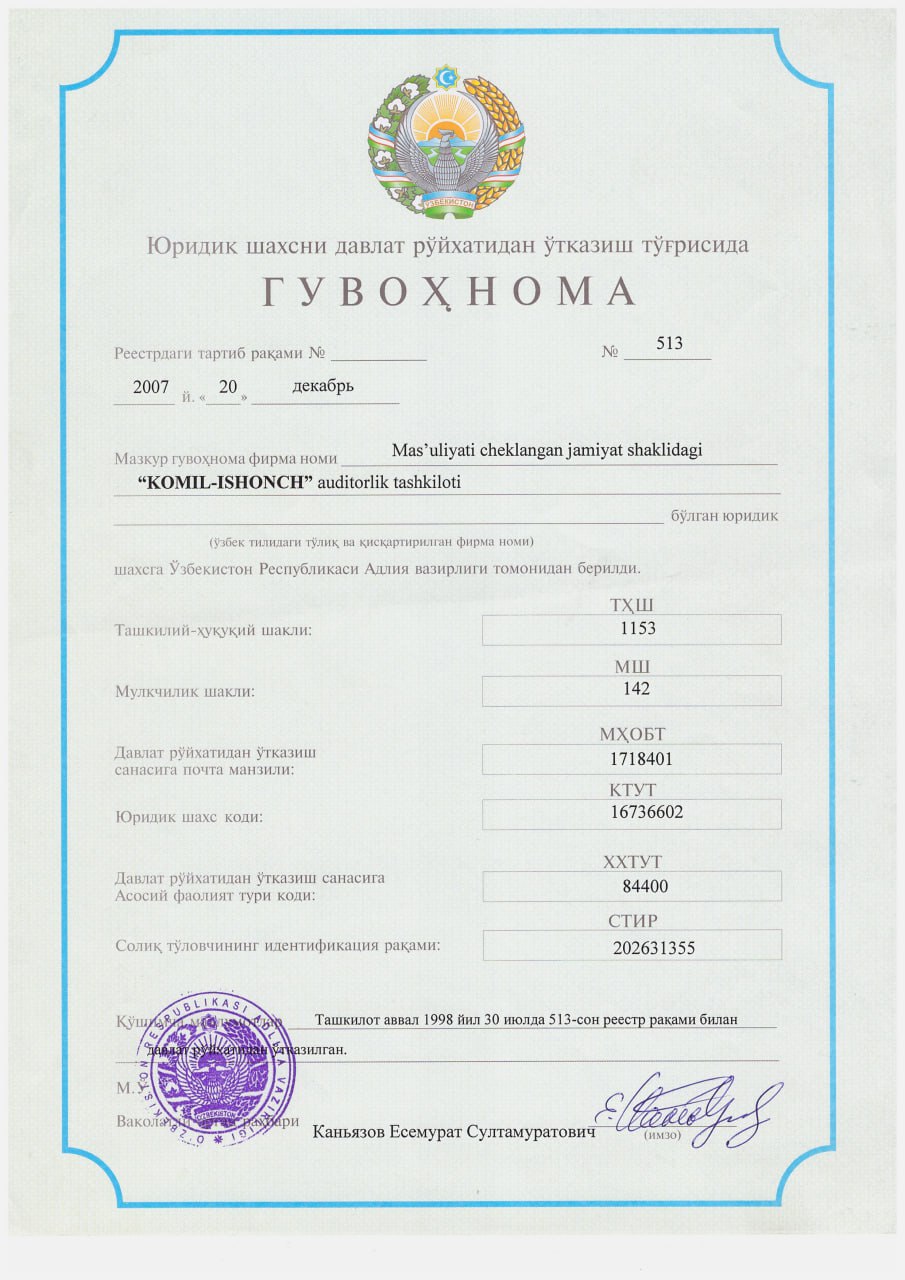 ЎЗБЕКИСТОН
Юридик шахсни давлат рўйхатидан ўтказиш тўғрисида
ГУВОҲНОМА
Реестрдаги тартиб рақами № № 513
2007 й. «20» декабрь
Мазкур гувоҳнома фирма номи Mas’uliyati cheklangan jamiyat shaklidagi
“KOMIL-ISHONCH” auditorlik tashkiloti
бўлган юридик
(ўзбек тилидаги тўлиқ ва қисқартирилган фирма номи)
шахсга Ўзбекистон Республикаси Адлия вазирлиги томонидан берилди.
ТҲШ
Ташкилий-ҳуқуқий шакли: 1153
МШ
Мулкчилик шакли: 142
МҲОБТ
Давлат рўйхатидан ўтказиш
санасига почта манзили: 1718401
КТУТ
Юридик шахс коди: 16736602
ХХТУТ
Давлат рўйхатидан ўтказиш санасига
Асосий фаолият тури коди: 84400
СТИР
Солиқ тўловчининг идентификация рақами: 202631355
Ташкилот аввал 1998 йил 30 июлда 513-сон реестр рақами билан
давлат рўйхатидан ўтказилган.
O‘ZBEKISTON RESPUBLIKASI ADLIYA VAZIRLIGI
O‘ZBEKISTON
М.
раҳбари Каньязов Есемурат Султамуратович
(имзо)